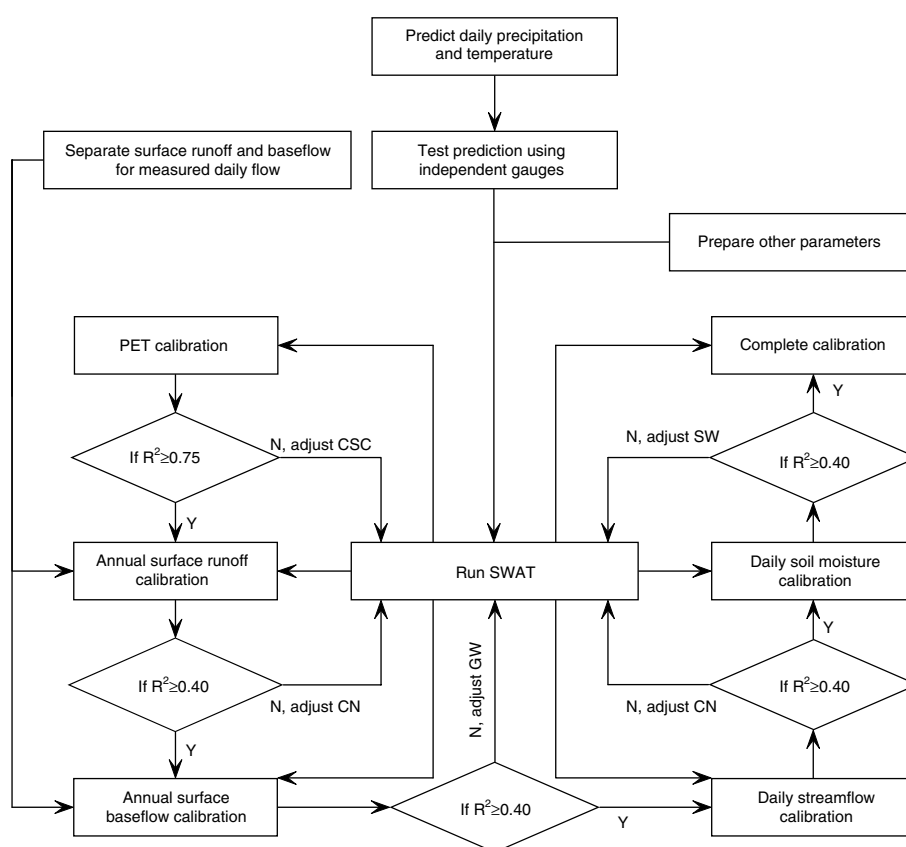 Predict daily precipitation
and temperature
Separate surface runoff and baseflow
for measured daily flow
Test prediction using
independent gauges
Prepare other parameters
PET calibration
Complete calibration
Y
N, adjust CSC
N, adjust SW
If R²≥0.75
If R²≥0.40
Y
Annual surface runoff
calibration
Run SWAT
Daily soil moisture
calibration
Y
If R²≥0.40
N, adjust CN
N, adjust GW
N, adjust CN
If R²≥0.40
Y
Annual surface
baseflow calibration
If R²≥0.40
Y
Daily streamflow
calibration